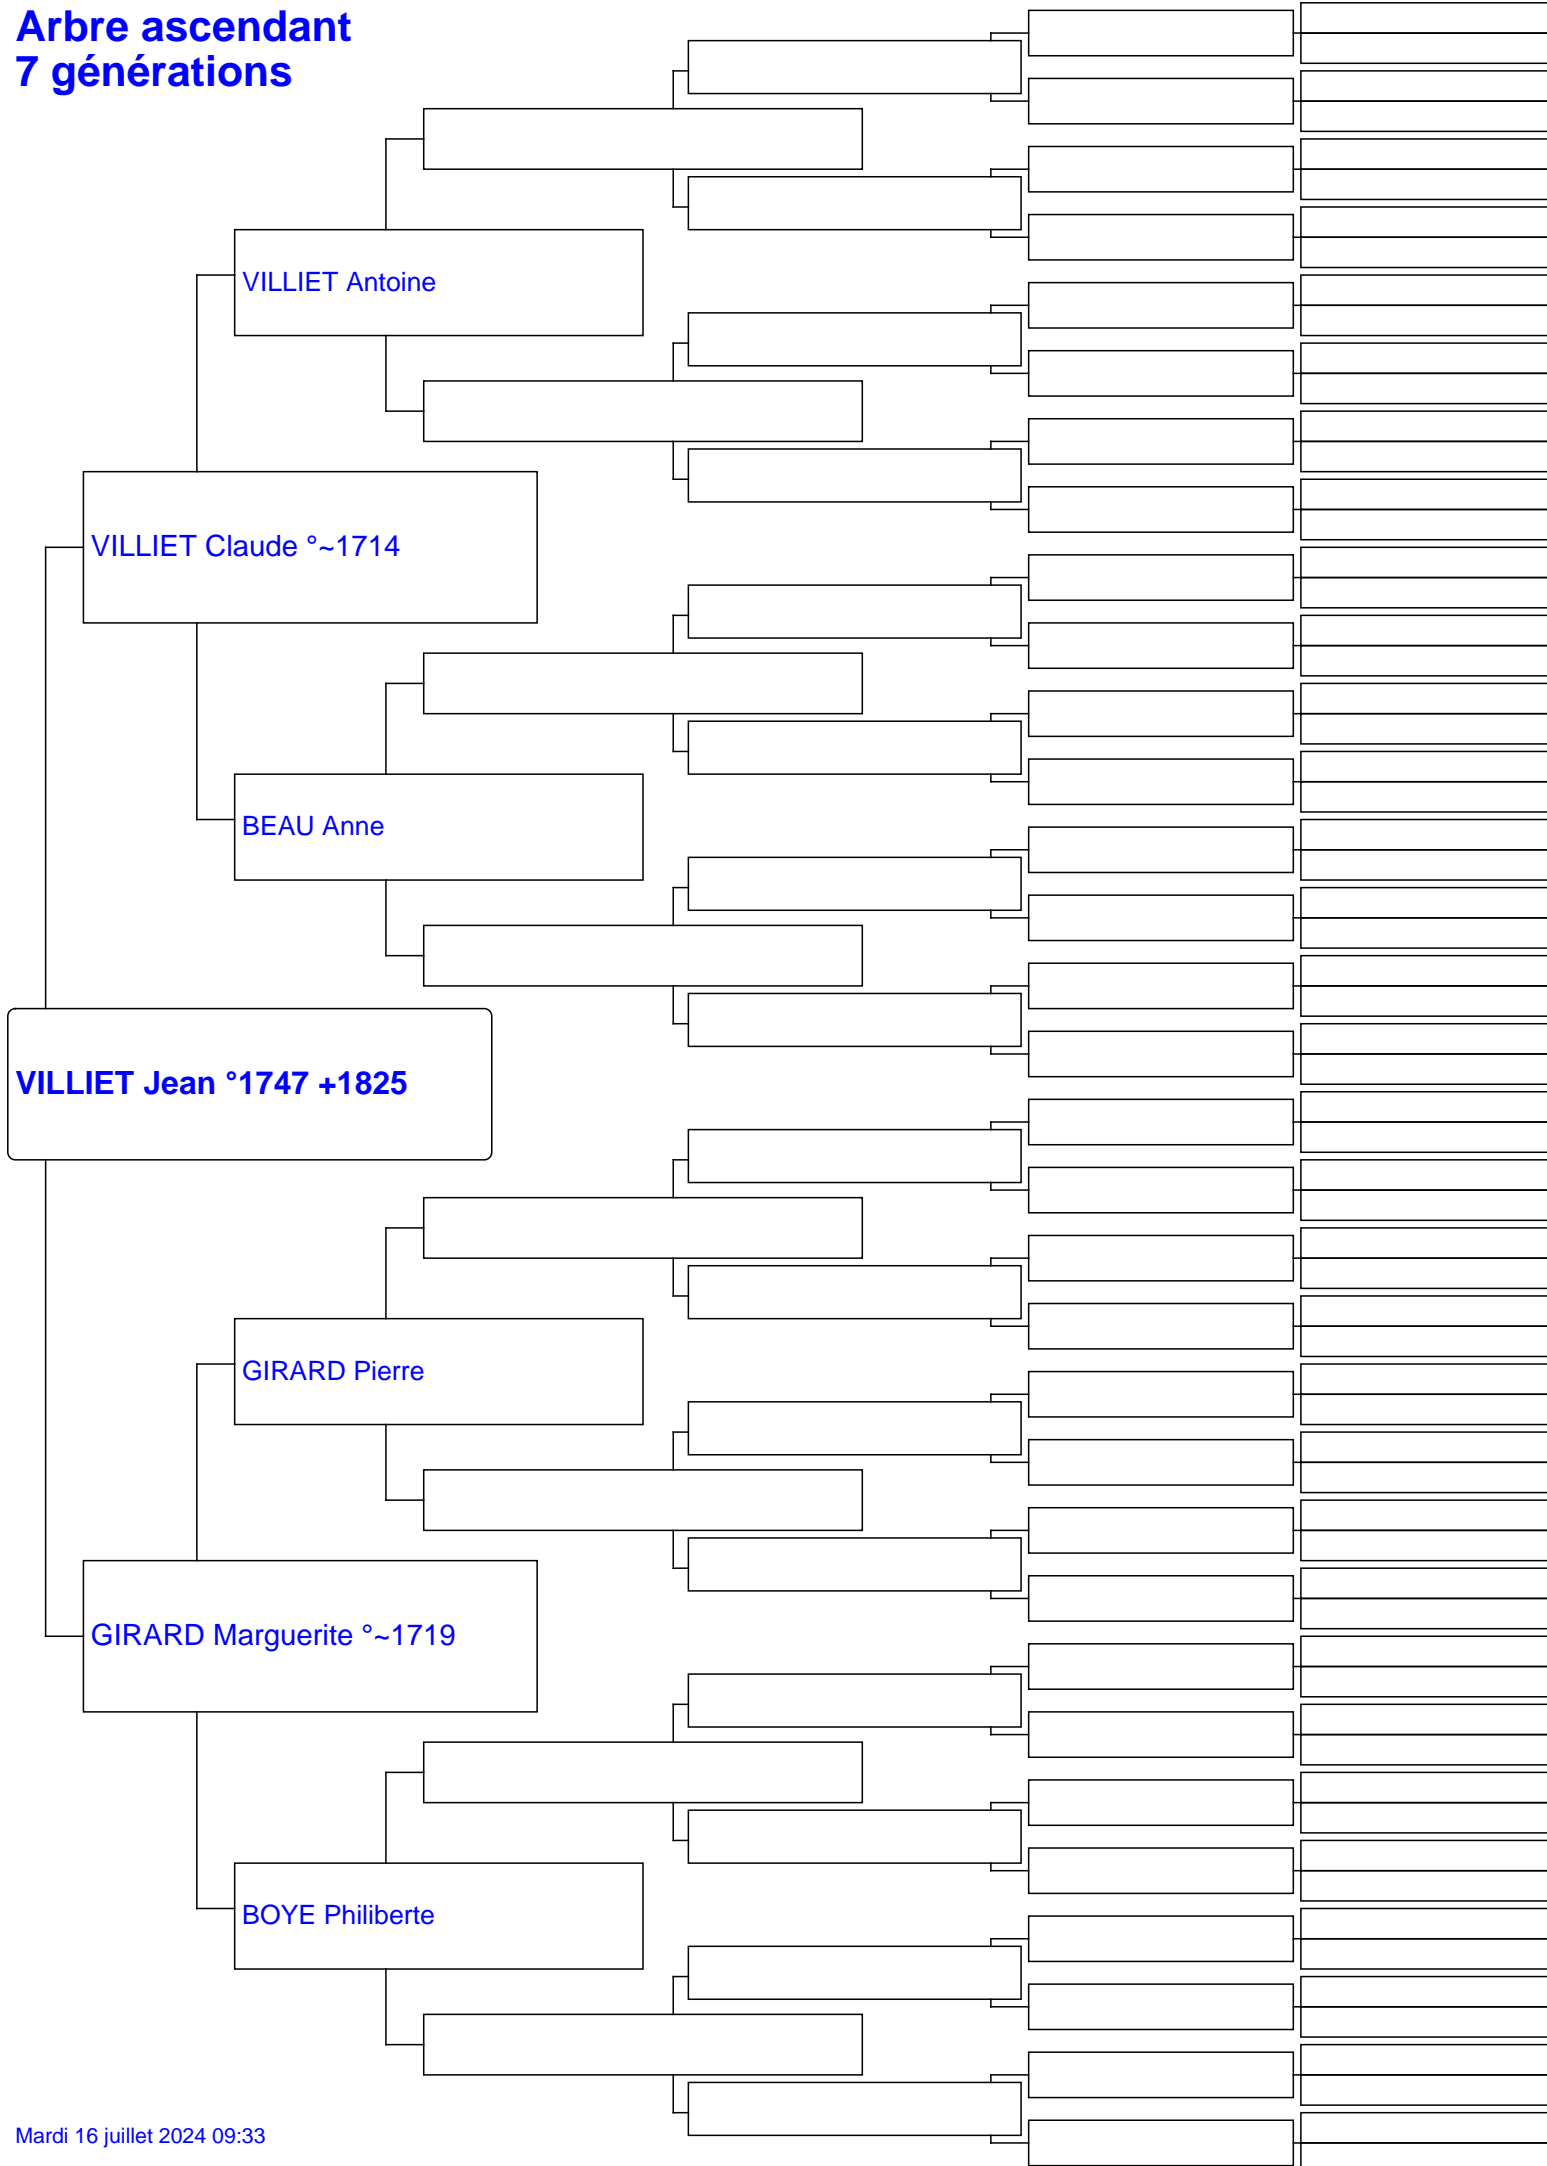 Arbre ascendant
7 générations
VILLIET Antoine
VILLIET Claude °~1714
BEAU Anne
VILLIET Jean °1747 +1825
GIRARD Pierre
GIRARD Marguerite °~1719
BOYE Philiberte
Mardi 16 juillet 2024 09:33